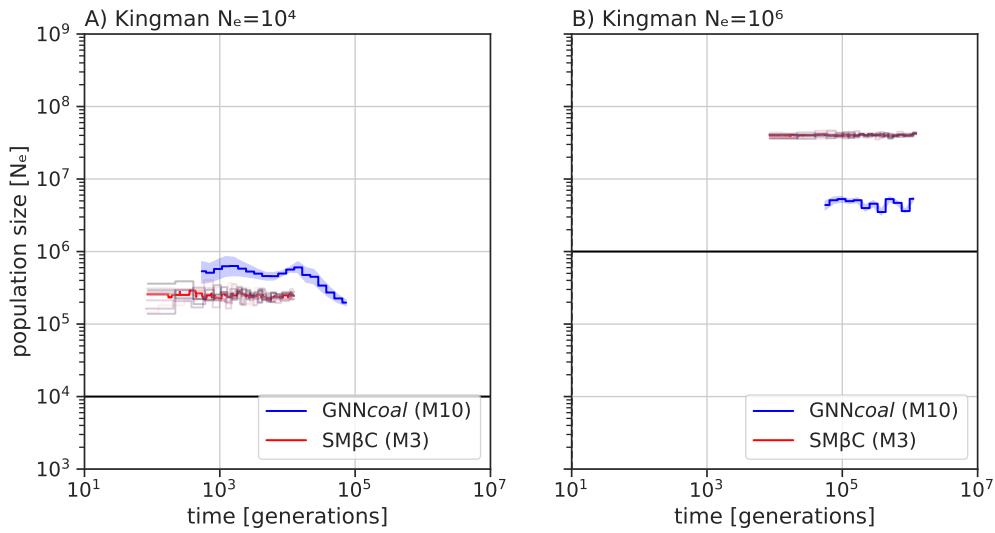 A) Kingman Nₑ=10⁴
B) Kingman Nₑ=10⁶
population size [Nₑ]
10⁹
10⁸
10⁷
10⁶
10⁵
10⁴
10³
GNNcoal (M10)
SMβC (M3)
GNNcoal (M10)
SMβC (M3)
10¹ 10³ 10⁵ 10⁷
10¹ 10³ 10⁵ 10⁷
time [generations]
time [generations]